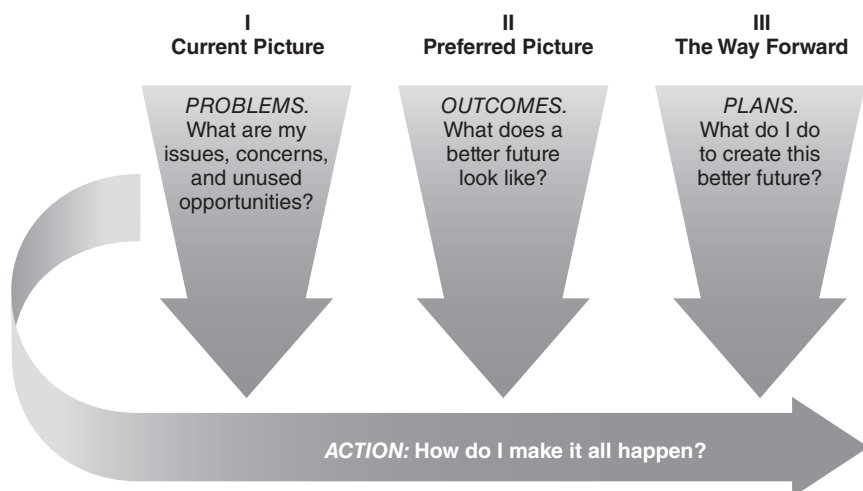 I
Current Picture
PROBLEMS.
What are my
issues, concerns,
and unused
opportunities?
II
Preferred Picture
OUTCOMES.
What does a
better future
look like?
III
The Way Forward
PLANS.
What do I do
to create this
better future?
ACTION: How do I make it all happen?